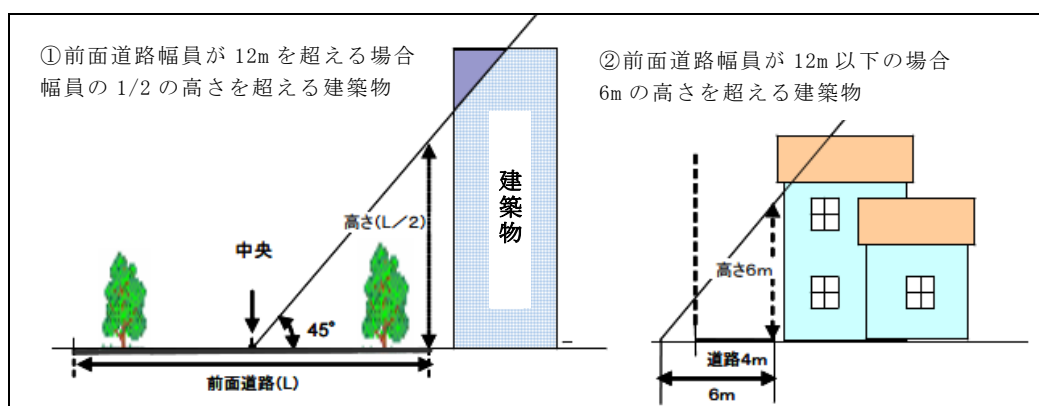 ①前面道路幅員が 12m を超える場合
幅員の 1/2 の高さを超える建築物
②前面道路幅員が 12m 以下の場合
6m の高さを超える建築物
建築物
高さ(L/2)
中央
45°
前面道路(L)
高さ6m
道路4m
6m